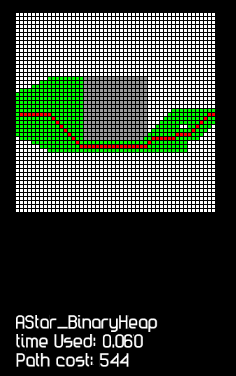 AStar_BinaryHeap
time Used: 0.060
Path cost: 544